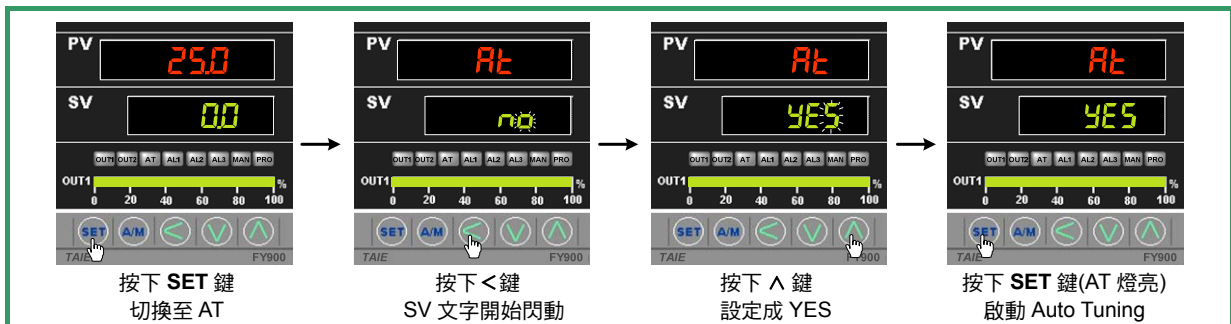 PV
25.0
SV
0.0
OUT1 OUT2 AT AL1 AL2 AL3 MAN PRO
OUT1
%
0 20 40 60 80 100
SET A/M < ∨ ∧
TAIE FY900
按下 SET 鍵
切換至 AT
PV
At
SV
no
OUT1 OUT2 AT AL1 AL2 AL3 MAN PRO
OUT1
%
0 20 40 60 80 100
SET A/M < ∨ ∧
TAIE FY900
按下<鍵
SV 文字開始閃動
PV
At
SV
YES
OUT1 OUT2 AT AL1 AL2 AL3 MAN PRO
OUT1
%
0 20 40 60 80 100
SET A/M < ∨ ∧
TAIE FY900
按下 ∧ 鍵
設定成 YES
PV
At
SV
YES
OUT1 OUT2 AT AL1 AL2 AL3 MAN PRO
OUT1
%
0 20 40 60 80 100
SET A/M < ∨ ∧
TAIE FY900
按下 SET 鍵(AT 燈亮)
啟動 Auto Tuning